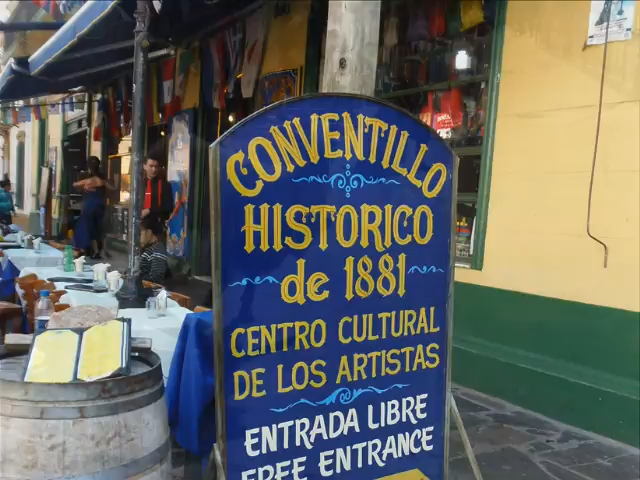 CONVENTILLO
HISTORICO
de 1881
CENTRO CULTURAL
DE LOS ARTISTAS
ENTRADA LIBRE
FREE ENTRANCE